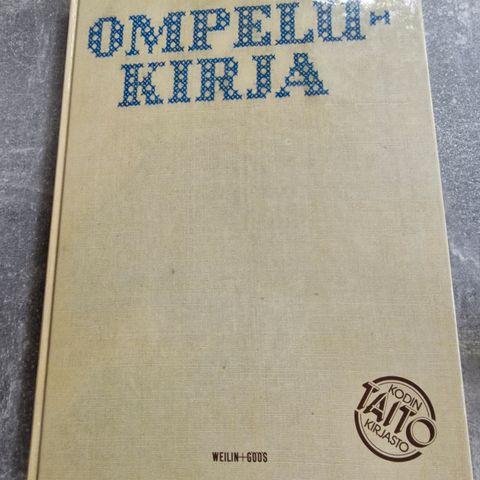 OMPELU-
KIRJA
KODIN
TAITO
KIRJASTO
WEILIN+GÖÖS